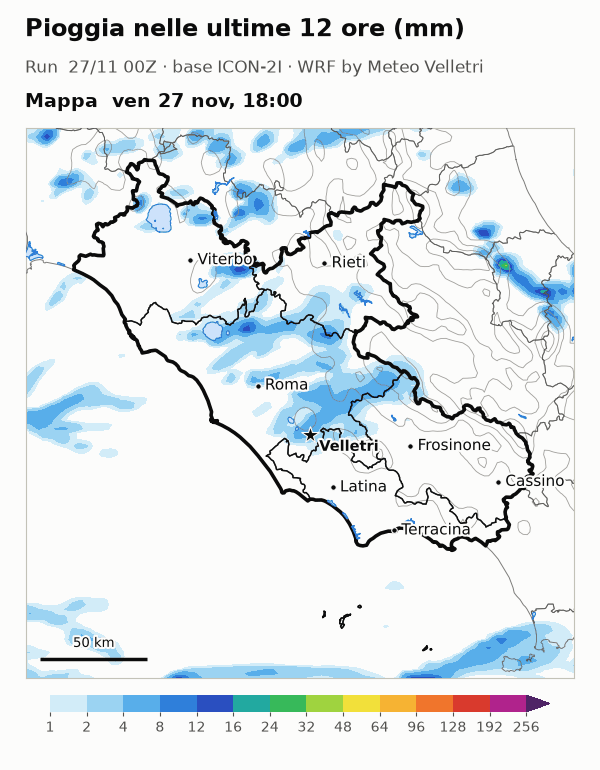 Pioggia nelle ultime 12 ore (mm)
Run  27/11 00Z · base ICON-2I · WRF by Meteo Velletri
Mappa  ven 27 nov, 18:00
Viterbo
Rieti
Roma
Velletri
Frosinone
Cassino
Latina
Terracina
50 km
1 2 4 8 12 16 24 32 48 64 96 128 192 256